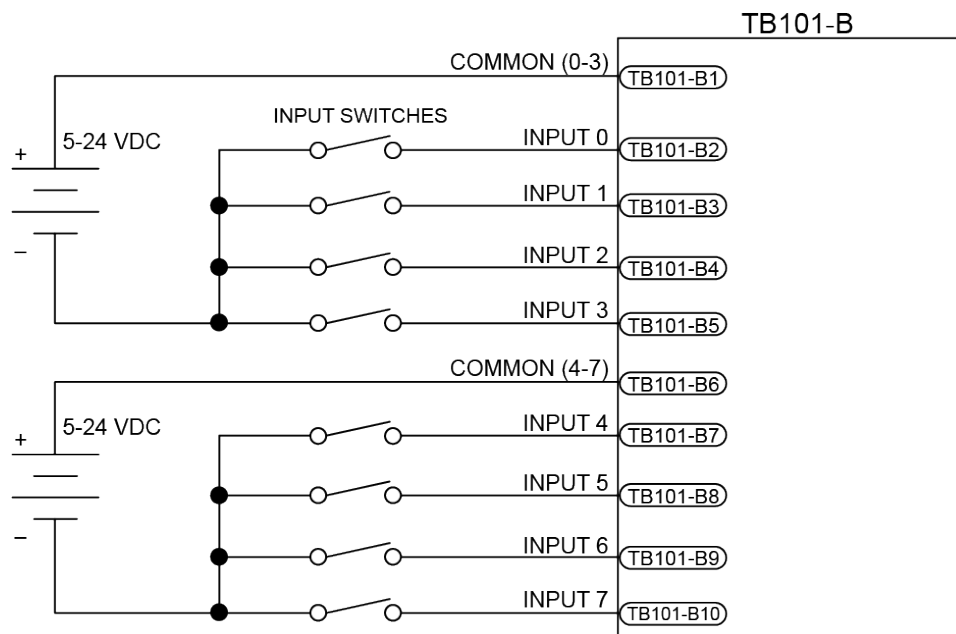 TB101-B
COMMON (0-3)
TB101-B1
5-24 VDC
INPUT SWITCHES
+
INPUT 0
TB101-B2
INPUT 1
TB101-B3
–
INPUT 2
TB101-B4
INPUT 3
TB101-B5
COMMON (4-7)
TB101-B6
5-24 VDC
+
INPUT 4
TB101-B7
INPUT 5
TB101-B8
–
INPUT 6
TB101-B9
INPUT 7
TB101-B10